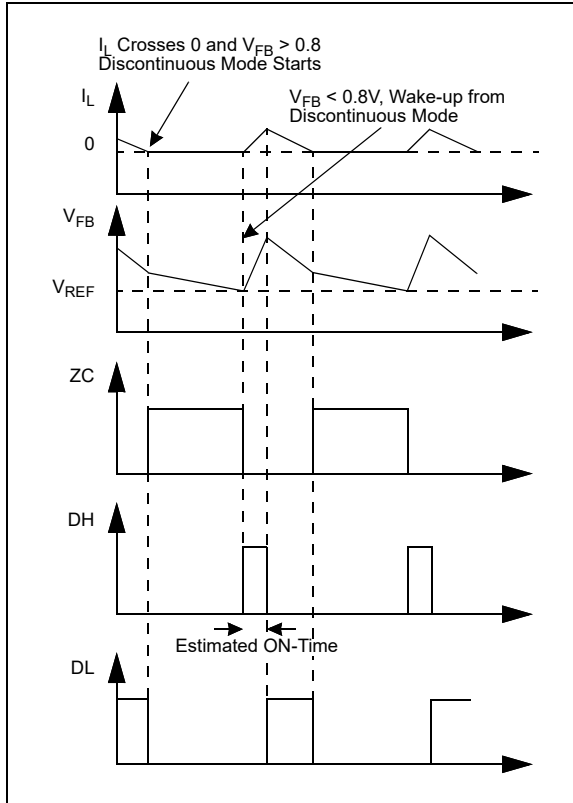 I_L Crosses 0 and V_FB > 0.8
Discontinuous Mode Starts
I_L
V_FB < 0.8V, Wake-up from
Discontinuous Mode
0
V_FB
V_REF
ZC
DH
Estimated ON-Time
DL